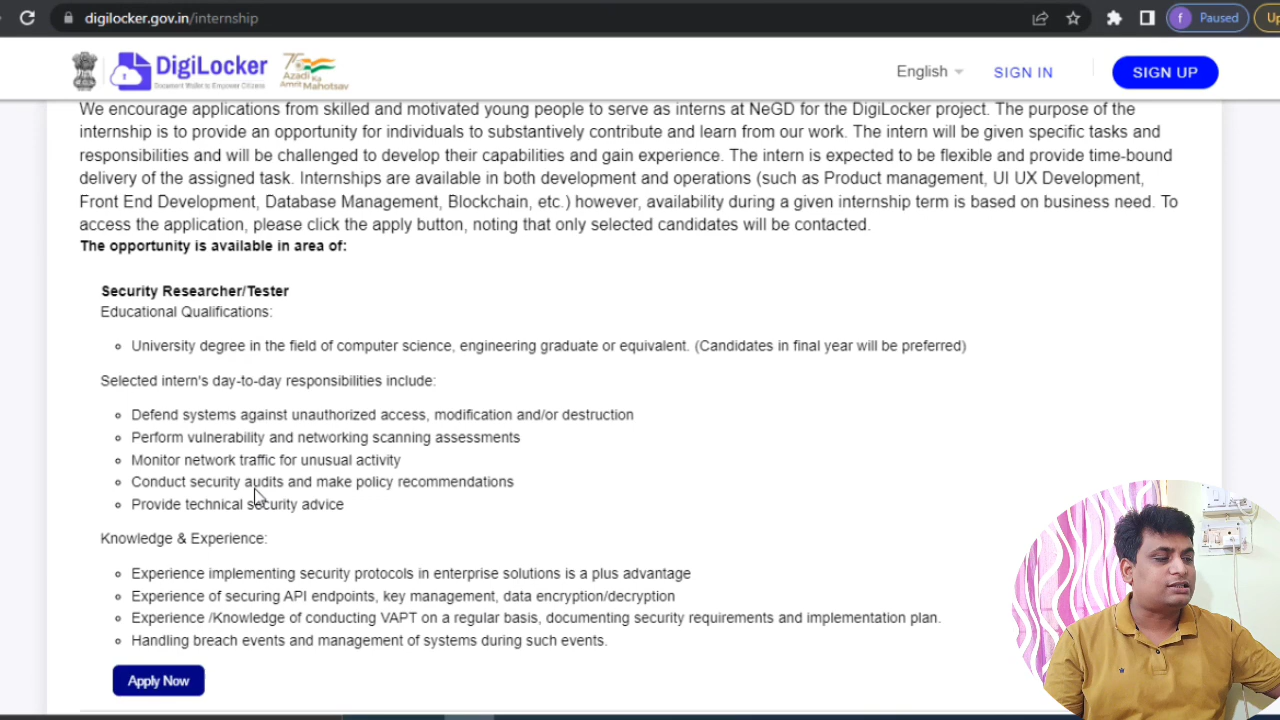 digilocker.gov.in/internship
f Paused
Up
DigiLocker
Document Wallet to Empower Citizens
75
Azadi Ka
Amrit Mahotsav
English
SIGN IN
SIGN UP
We encourage applications from skilled and motivated young people to serve as interns at NeGD for the DigiLocker project. The purpose of the
internship is to provide an opportunity for individuals to substantively contribute and learn from our work. The intern will be given specific tasks and
responsibilities and will be challenged to develop their capabilities and gain experience. The intern is expected to be flexible and provide time-bound
delivery of the assigned task. Internships are available in both development and operations (such as Product management, UI UX Development,
Front End Development, Database Management, Blockchain, etc.) however, availability during a given internship term is based on business need. To
access the application, please click the apply button, noting that only selected candidates will be contacted.
The opportunity is available in area of:
Security Researcher/Tester
Educational Qualifications:
University degree in the field of computer science, engineering graduate or equivalent. (Candidates in final year will be preferred)
Selected intern's day-to-day responsibilities include:
Defend systems against unauthorized access, modification and/or destruction
Perform vulnerability and networking scanning assessments
Monitor network traffic for unusual activity
Conduct security audits and make policy recommendations
Provide technical security advice
Knowledge & Experience:
Experience implementing security protocols in enterprise solutions is a plus advantage
Experience of securing API endpoints, key management, data encryption/decryption
Experience /Knowledge of conducting VAPT on a regular basis, documenting security requirements and implementation plan.
Handling breach events and management of systems during such events.
Apply Now